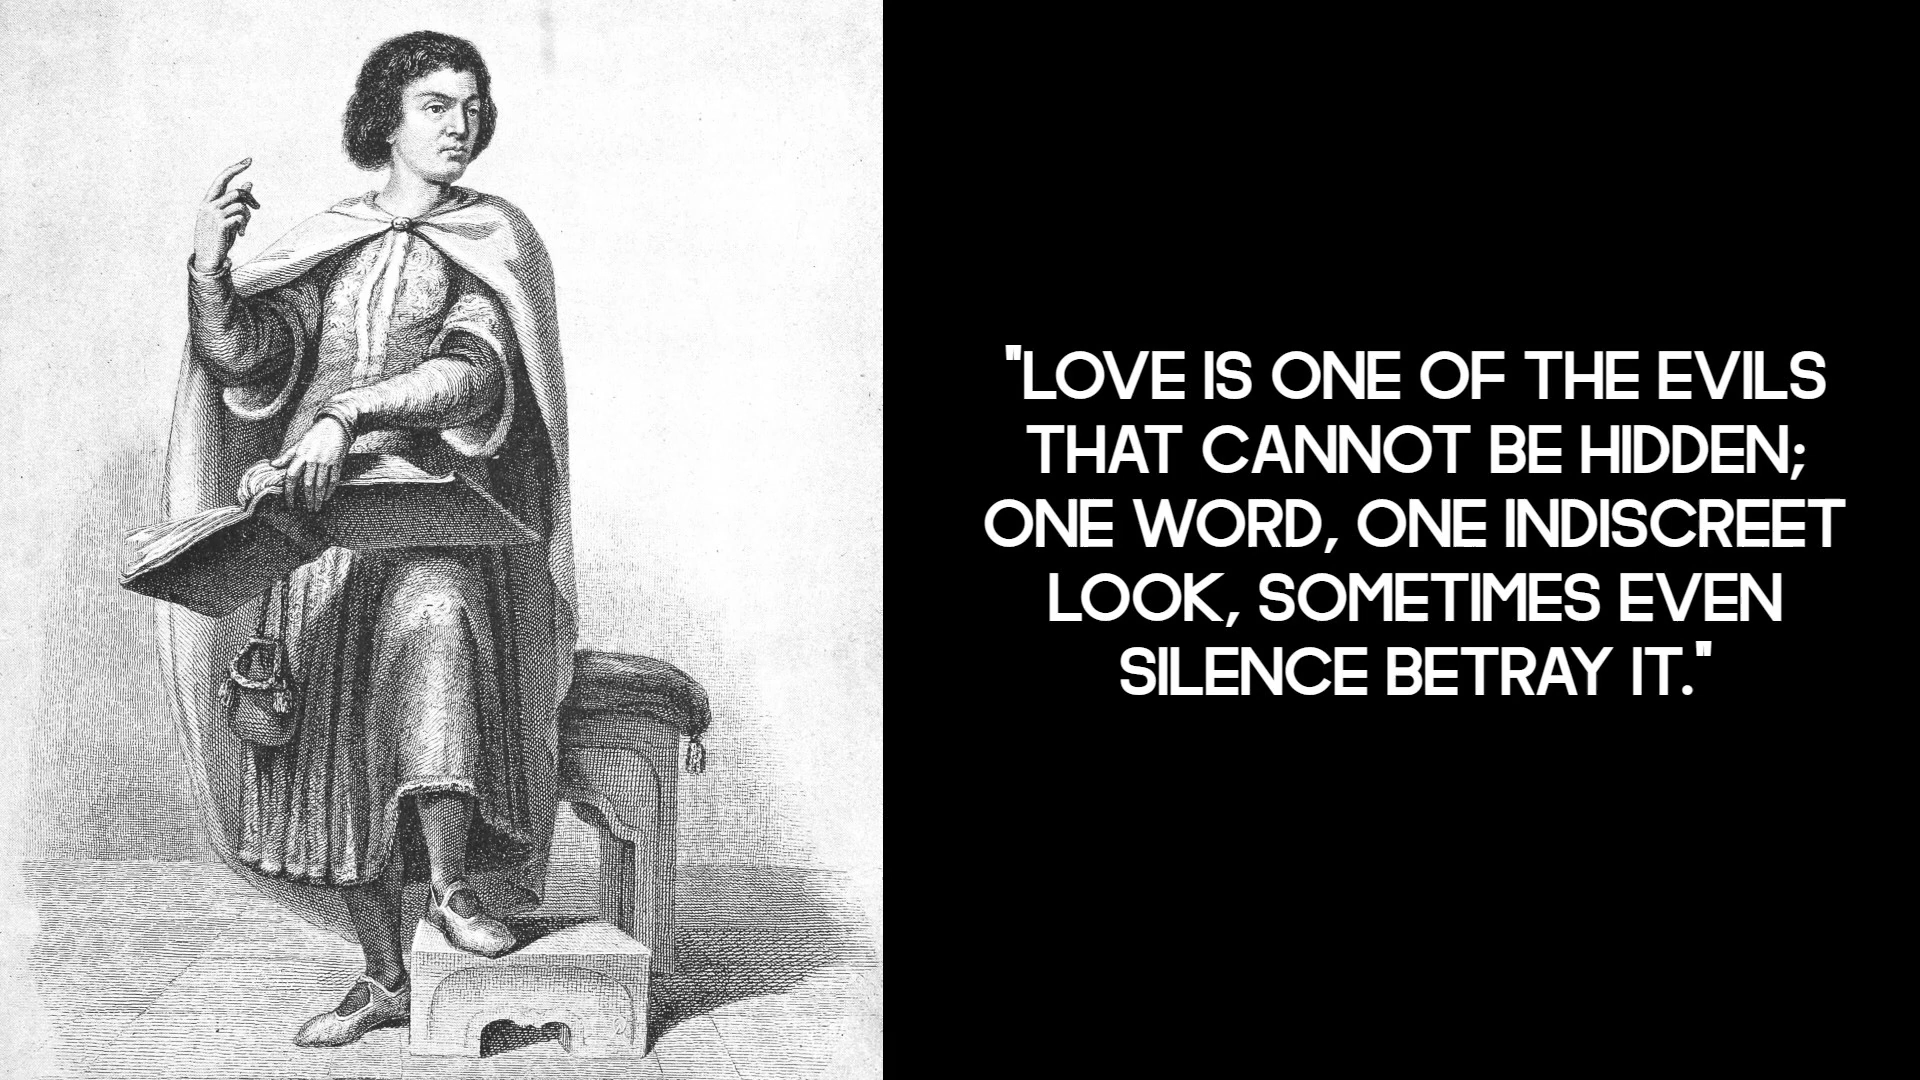 "LOVE IS ONE OF THE EVILS
THAT CANNOT BE HIDDEN;
ONE WORD, ONE INDISCREET
LOOK, SOMETIMES EVEN
SILENCE BETRAY IT."